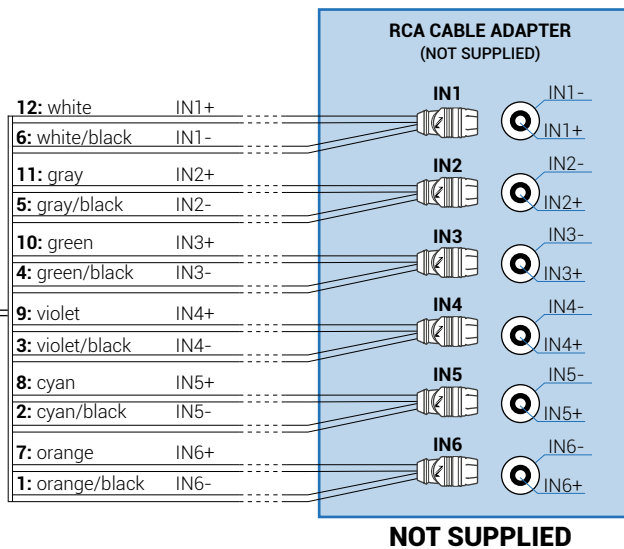 RCA CABLE ADAPTER
(NOT SUPPLIED)
12: white IN1+ IN1 IN1-
6: white/black IN1- IN1+
11: gray IN2+ IN2 IN2-
5: gray/black IN2- IN2+
10: green IN3+ IN3 IN3-
4: green/black IN3- IN3+
9: violet IN4+ IN4 IN4-
3: violet/black IN4- IN4+
8: cyan IN5+ IN5 IN5-
2: cyan/black IN5- IN5+
7: orange IN6+ IN6 IN6-
1: orange/black IN6- IN6+
NOT SUPPLIED